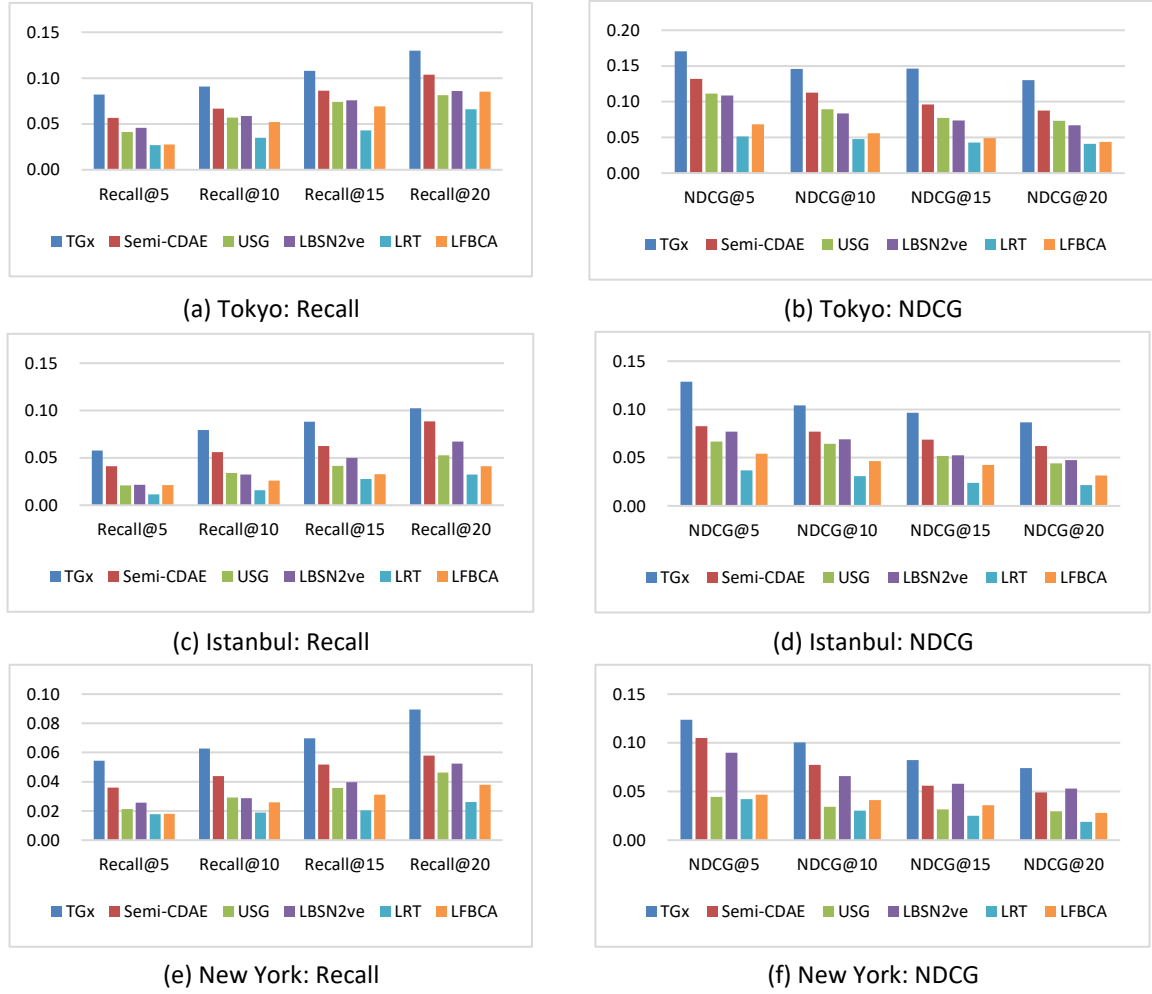 0.15
0.10
0.05
0.00
Recall@5 Recall@10 Recall@15 Recall@20
TGx Semi-CDAE USG LBSN2ve LRT LFBCA
(a) Tokyo: Recall
0.20
0.15
0.10
0.05
0.00
NDCG@5 NDCG@10 NDCG@15 NDCG@20
TGx Semi-CDAE USG LBSN2ve LRT LFBCA
(b) Tokyo: NDCG
0.15
0.10
0.05
0.00
Recall@5 Recall@10 Recall@15 Recall@20
TGx Semi-CDAE USG LBSN2ve LRT LFBCA
(c) Istanbul: Recall
0.15
0.10
0.05
0.00
NDCG@5 NDCG@10 NDCG@15 NDCG@20
TGx Semi-CDAE USG LBSN2ve LRT LFBCA
(d) Istanbul: NDCG
0.10
0.08
0.06
0.04
0.02
0.00
Recall@5 Recall@10 Recall@15 Recall@20
TGx Semi-CDAE USG LBSN2ve LRT LFBCA
(e) New York: Recall
0.15
0.10
0.05
0.00
NDCG@5 NDCG@10 NDCG@15 NDCG@20
TGx Semi-CDAE USG LBSN2ve LRT LFBCA
(f) New York: NDCG